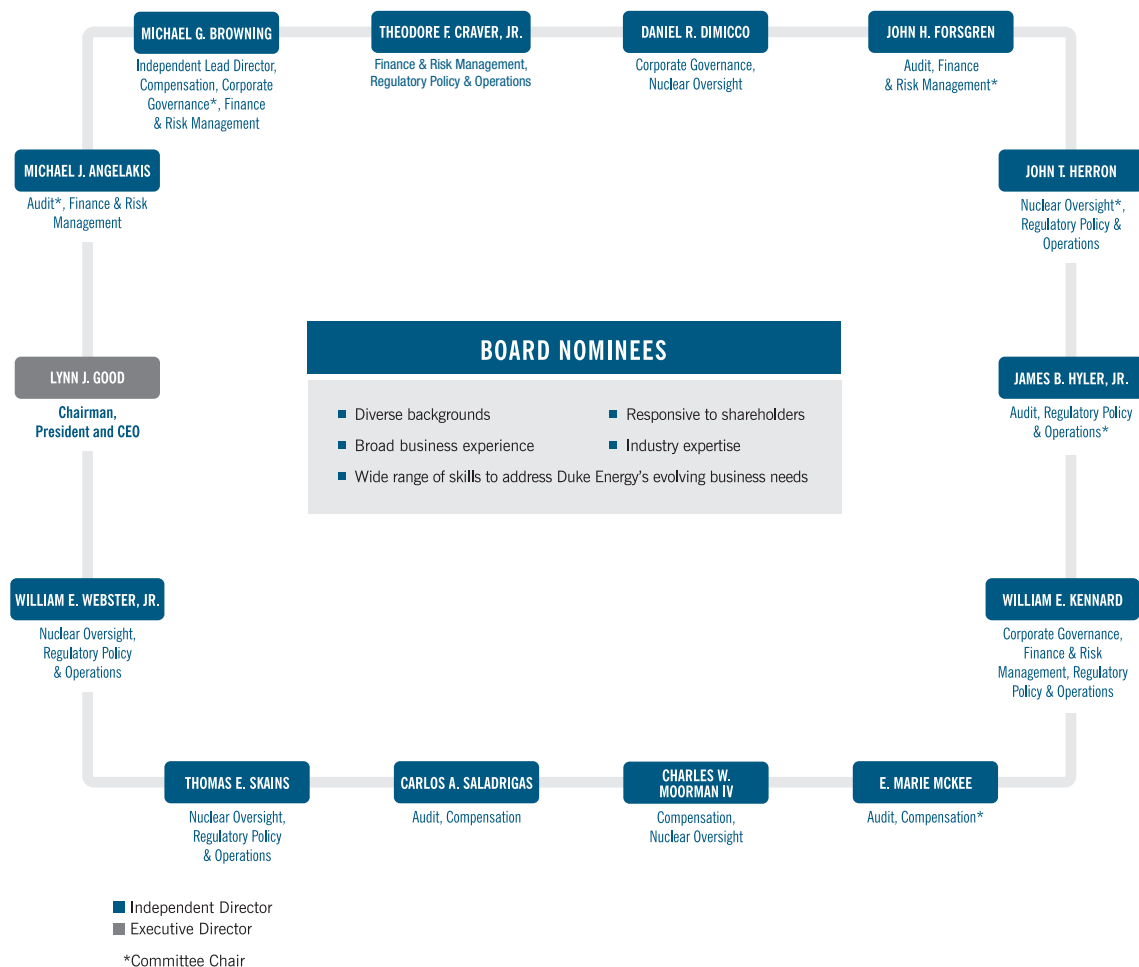 MICHAEL G. BROWNING
Independent Lead Director,
Compensation, Corporate
Governance*, Finance
& Risk Management
THEODORE F. CRAVER, JR.
Finance & Risk Management,
Regulatory Policy & Operations
DANIEL R. DIMICCO
Corporate Governance,
Nuclear Oversight
JOHN H. FORSGREN
Audit, Finance
& Risk Management*
MICHAEL J. ANGELAKIS
Audit*, Finance & Risk
Management
JOHN T. HERRON
Nuclear Oversight*,
Regulatory Policy &
Operations
LYNN J. GOOD
Chairman,
President and CEO
BOARD NOMINEES
■ Diverse backgrounds
■ Responsive to shareholders
■ Broad business experience
■ Industry expertise
■ Wide range of skills to address Duke Energy's evolving business needs
JAMES B. HYLER, JR.
Audit, Regulatory Policy
& Operations*
WILLIAM E. WEBSTER, JR.
Nuclear Oversight,
Regulatory Policy
& Operations
WILLIAM E. KENNARD
Corporate Governance,
Finance & Risk
Management, Regulatory
Policy & Operations
THOMAS E. SKAINS
Nuclear Oversight,
Regulatory Policy
& Operations
CARLOS A. SALADRIGAS
Audit, Compensation
CHARLES W.
MOORMAN IV
Compensation,
Nuclear Oversight
E. MARIE MCKEE
Audit, Compensation*
■ Independent Director
■ Executive Director
*Committee Chair